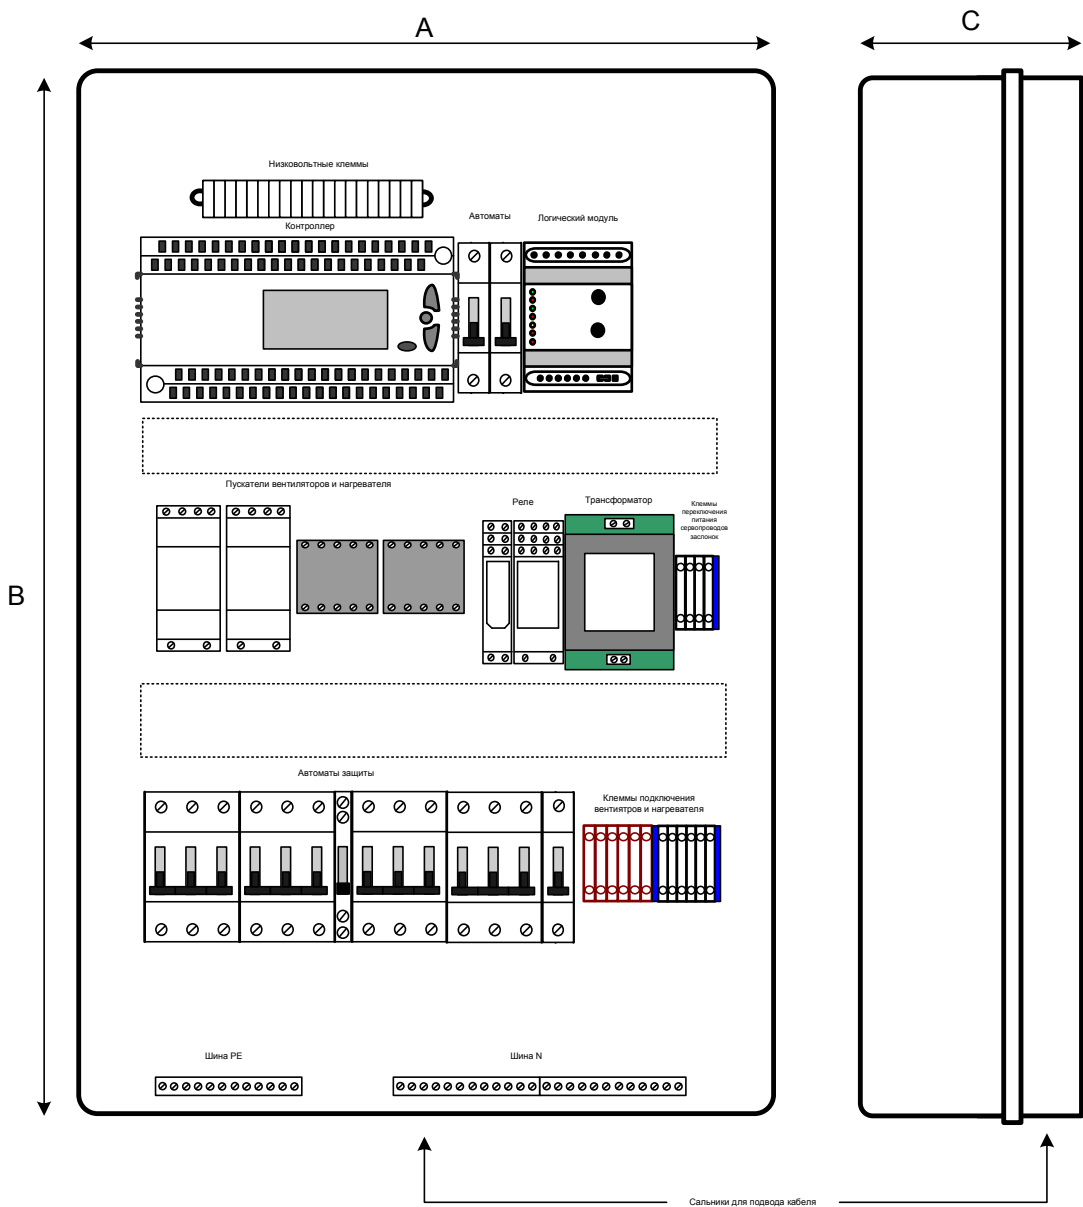 A
C
B
Низковольтные клеммы
Контроллер
Автоматы
Логический модуль
Пускатели вентиляторов и нагревателя
Реле
Трансформатор
Клеммы
переключения
питания
сервопроводов
заслонок
Автоматы защиты
Клеммы подключения
вентиятров и нагревателя
Шина PE
Шина N
Сальники для подвода кабеля